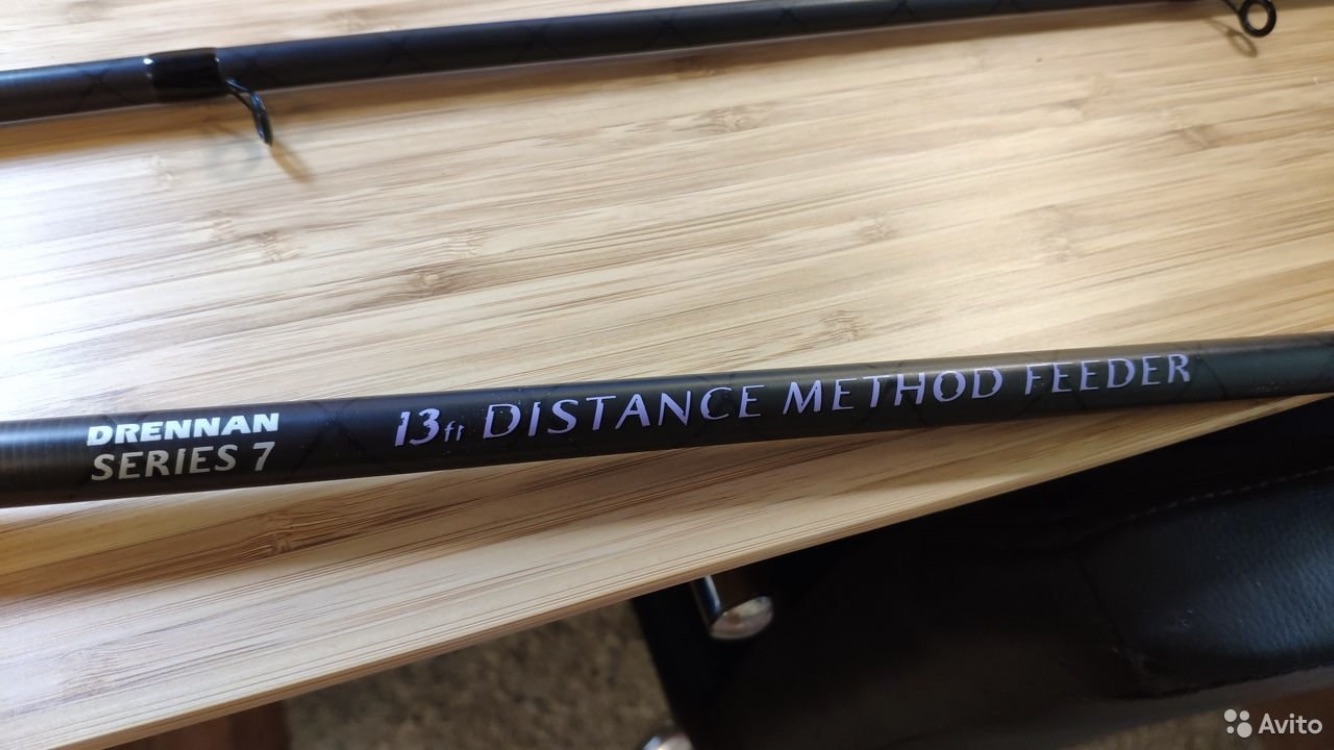 DRENNAN
SERIES 7
13ft DISTANCE METHOD FEEDER
Avito